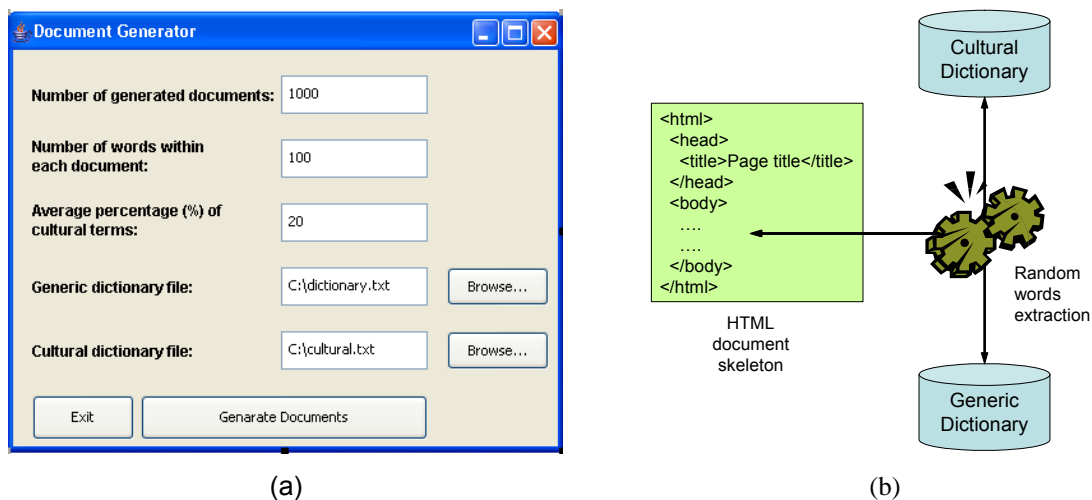 Document Generator
Number of generated documents:
1000
Number of words within
each document:
100
Average percentage (%) of
cultural terms:
20
Generic dictionary file:
C:\dictionary.txt
Browse...
Cultural dictionary file:
C:\cultural.txt
Browse...
Exit
Genarate Documents
(a)
Cultural
Dictionary
<html>
<head>
<title>Page title</title>
</head>
<body>
....
....
</body>
</html>
HTML
document
skeleton
Random
words
extraction
Generic
Dictionary
(b)